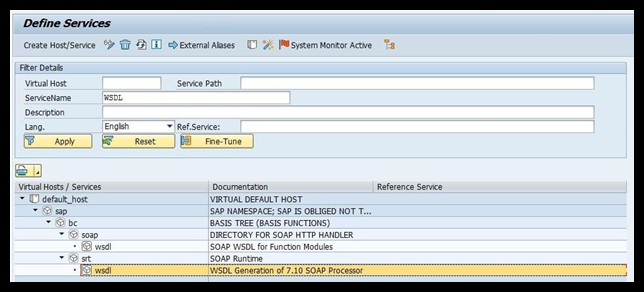 Define Services
Create Host/Service External Aliases System Monitor Active
Filter Details
Virtual Host Service Path
ServiceName WSDL
Description
Lang. English Ref.Service:
Apply Reset Fine-Tune
Virtual Hosts / Services Documentation Reference Service
default_host VIRTUAL DEFAULT HOST
sap SAP NAMESPACE; SAP IS OBLIGED NOT T...
bc BASIS TREE (BASIS FUNCTIONS)
soap DIRECTORY FOR SOAP HTTP HANDLER
wsdl SOAP WSDL for Function Modules
srt SOAP Runtime
wsdl WSDL Generation of 7.10 SOAP Processor